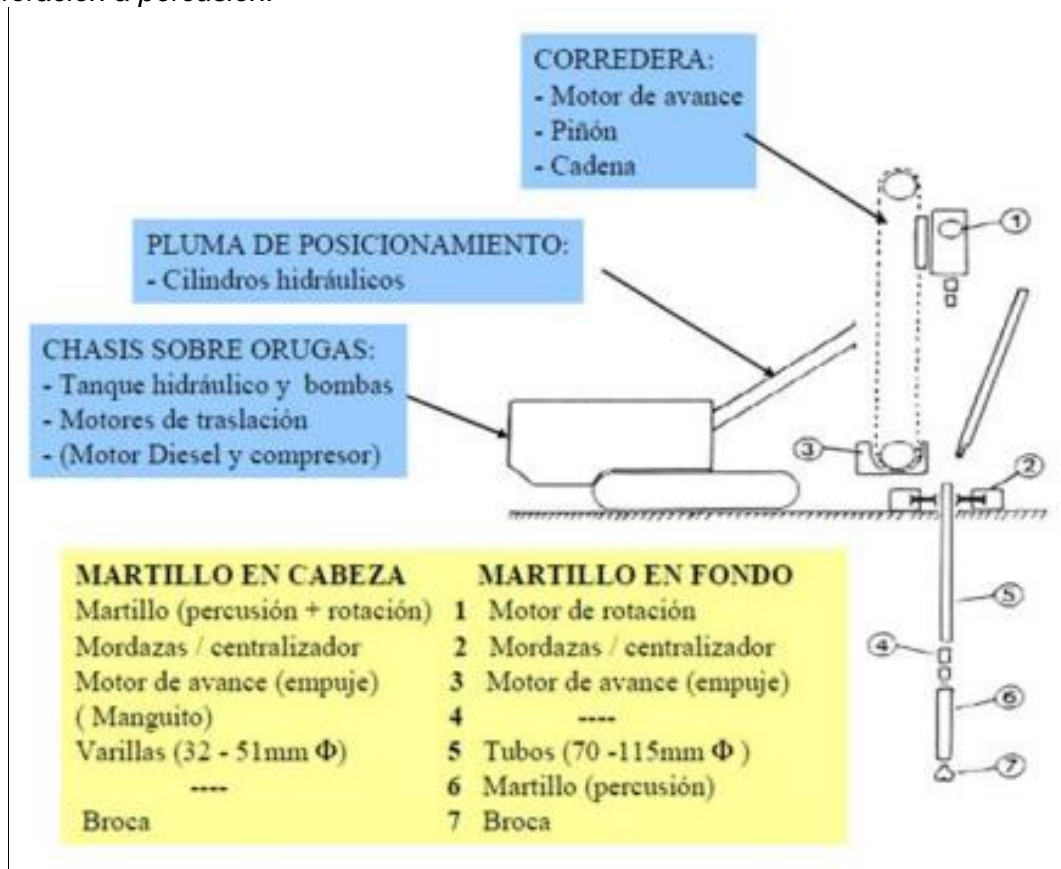 a percusión.
CORREDERA:
- Motor de avance
- Piñón
- Cadena
PLUMA DE POSICIONAMIENTO:
- Cilindros hidráulicos
CHASIS SOBRE ORUGAS:
- Tanque hidráulico y bombas
- Motores de traslación
- (Motor Diesel y compresor)
1
3
2
5
4
6
7
MARTILLO EN CABEZA MARTILLO EN FONDO
Martillo (percusión + rotación) 1 Motor de rotación
Mordazas / centralizador 2 Mordazas / centralizador
Motor de avance (empuje) 3 Motor de avance (empuje)
( Manguito) 4 ----
Varillas (32 - 51mm Φ) 5 Tubos (70 -115mm Φ )
---- 6 Martillo (percusión)
Broca 7 Broca